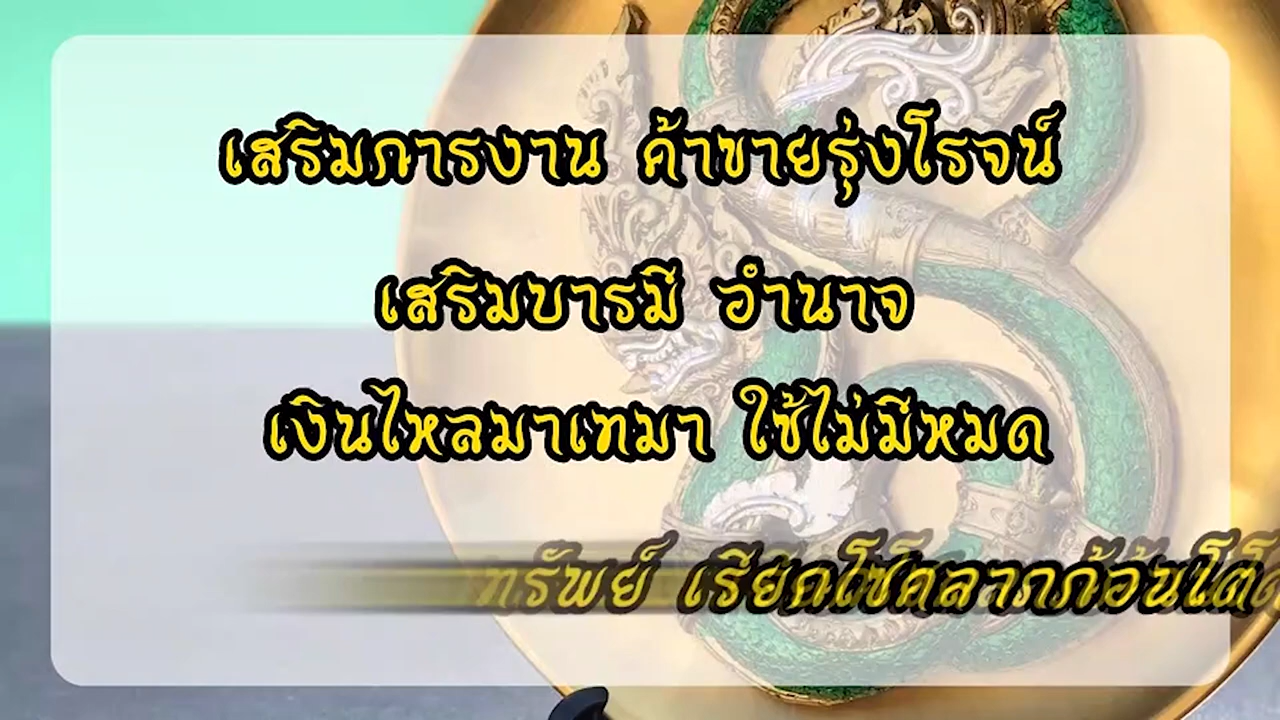 เสริมการงาน ค้าขายรุ่งโรจน์
เสริมบารมี อำนาจ
เงินไหลมาเทมา ใช้ไม่มีหมด
ทรัพย์ เรียกโชคลาภก้อนโต